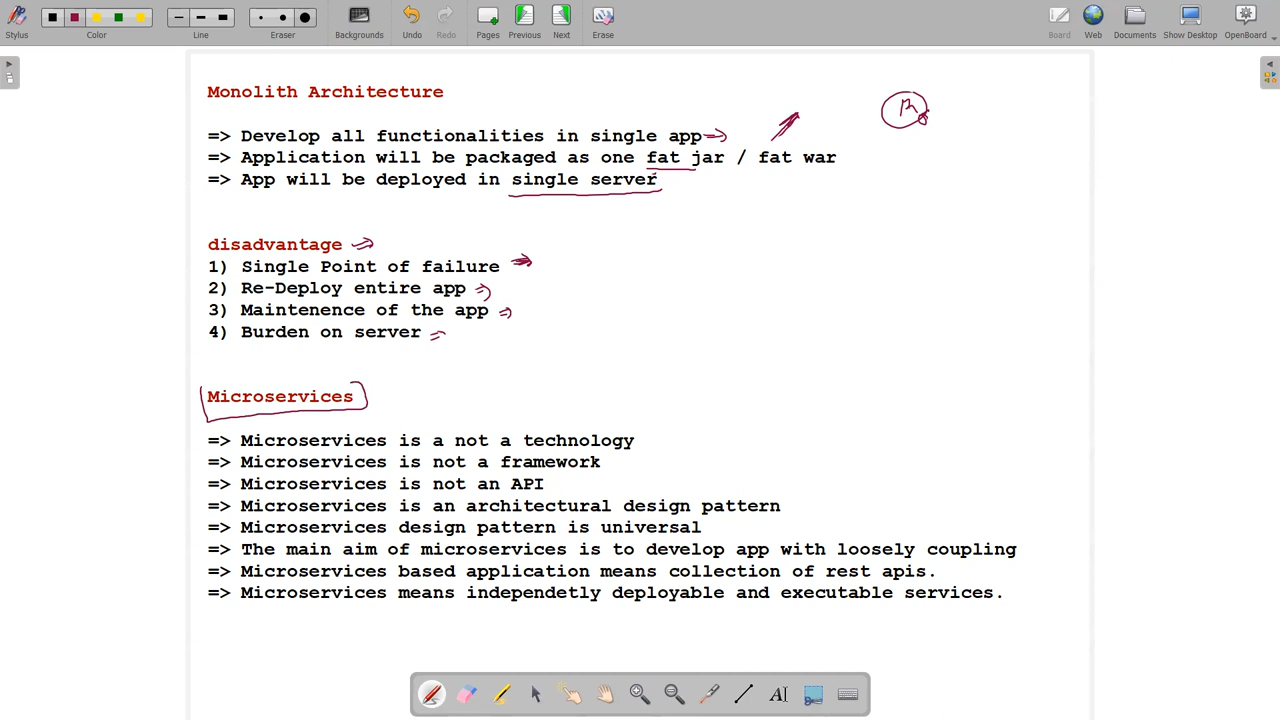 Stylus
Color
Line
Eraser
Backgrounds
Undo
Redo
Pages
Previous
Next
Erase
Board
Web
Documents
Show Desktop
OpenBoard
Monolith Architecture
=> Develop all functionalities in single app
=> Application will be packaged as one fat jar / fat war
=> App will be deployed in single server
disadvantage
1) Single Point of failure
2) Re-Deploy entire app
3) Maintenence of the app
4) Burden on server
Microservices
=> Microservices is a not a technology
=> Microservices is not a framework
=> Microservices is not an API
=> Microservices is an architectural design pattern
=> Microservices design pattern is universal
=> The main aim of microservices is to develop app with loosely coupling
=> Microservices based application means collection of rest apis.
=> Microservices means independetly deployable and executable services.